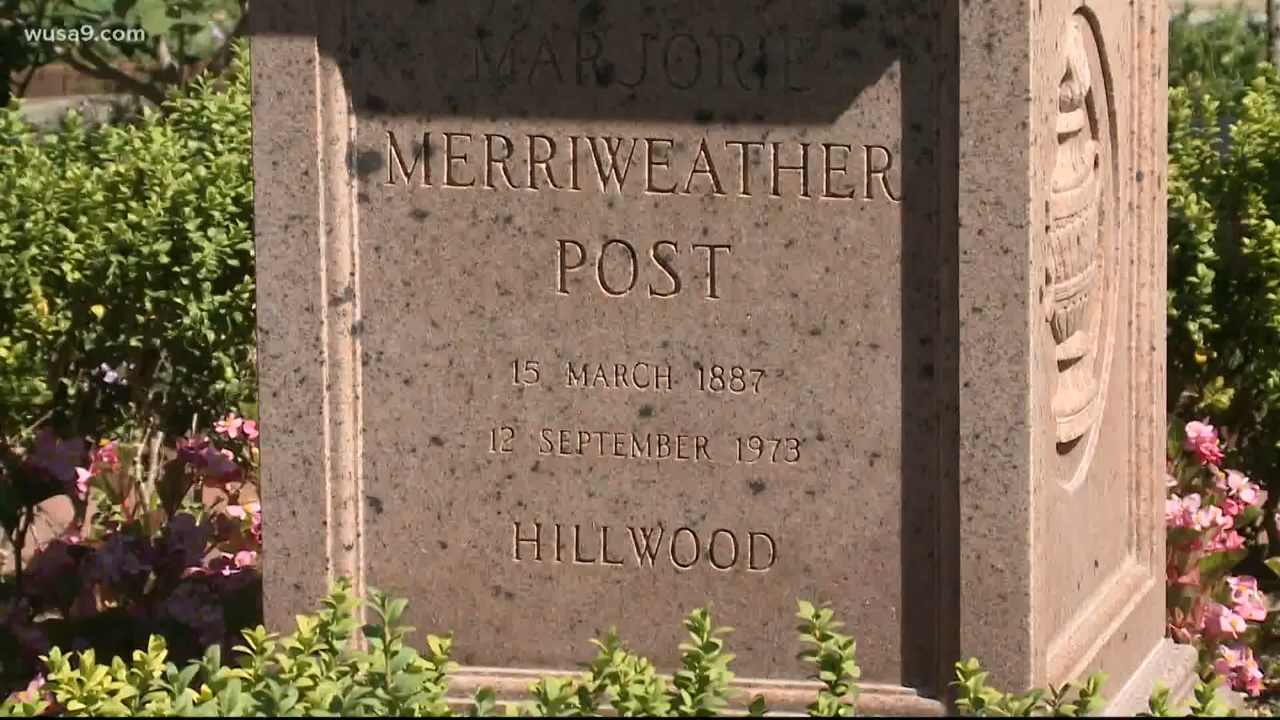 wusa9.com
MARJORIE
MERRIWEATHER
POST
15 MARCH 1887
12 SEPTEMBER 1973
HILLWOOD